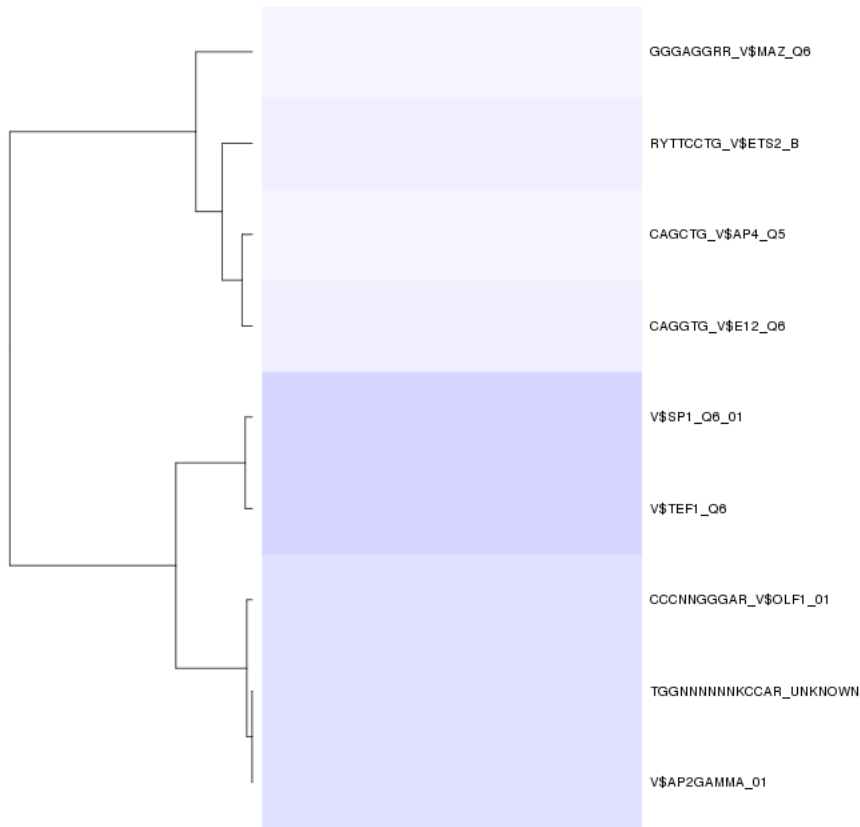 GGGAGGRR_V$MAZ_Q6
RYTTCCTG_V$ETS2_B
CAGCTG_V$AP4_Q5
CAGGTG_V$E12_Q6
V$SP1_Q6_01
V$TEF1_Q6
CCCNNGGGAR_V$OLF1_01
TGGNNNNNNKCCAR_UNKNOWN
V$AP2GAMMA_01